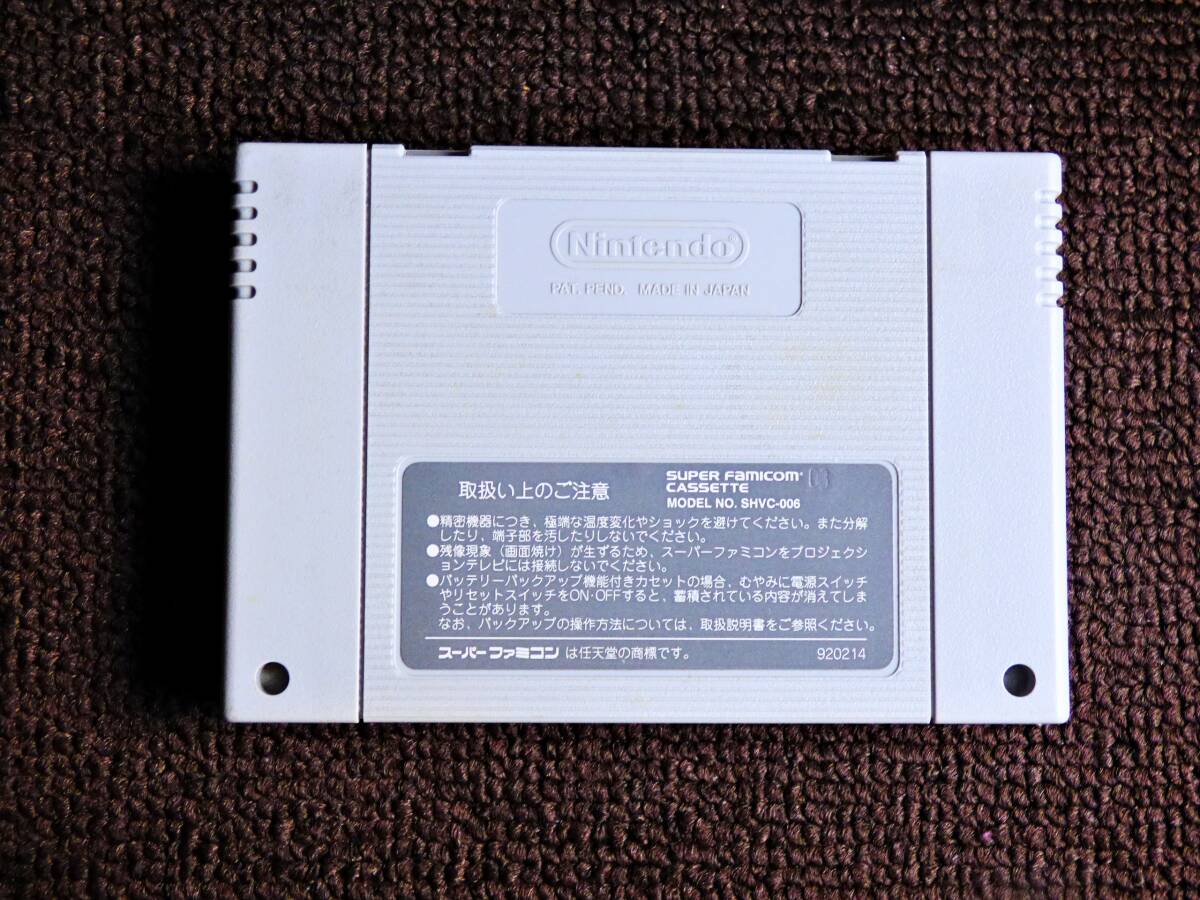 Nintendo®
PAT. PEND. MADE IN JAPAN
取扱い上のご注意
SUPER FAMICOM
CASSETTE
MODEL NO. SHVC-006
●精密機器につき、極端な温度変化やショックを避けてください。また分解
したり、端子部を汚したりしないでください。
●残像現象(画面焼け)が生ずるため、スーパーファミコンをプロジェクシ
ョンテレビには接続しないでください。
●バッテリーバックアップ機能付きカセットの場合、むやみに電源スイッチ
やリセットスイッチをON·OFFすると、蓄積されている内容が消えてしま
うことがあります。
なお、バックアップの操作方法については、取扱説明書をご参照ください。
スーパーファミコン は任天堂の商標です。
920214